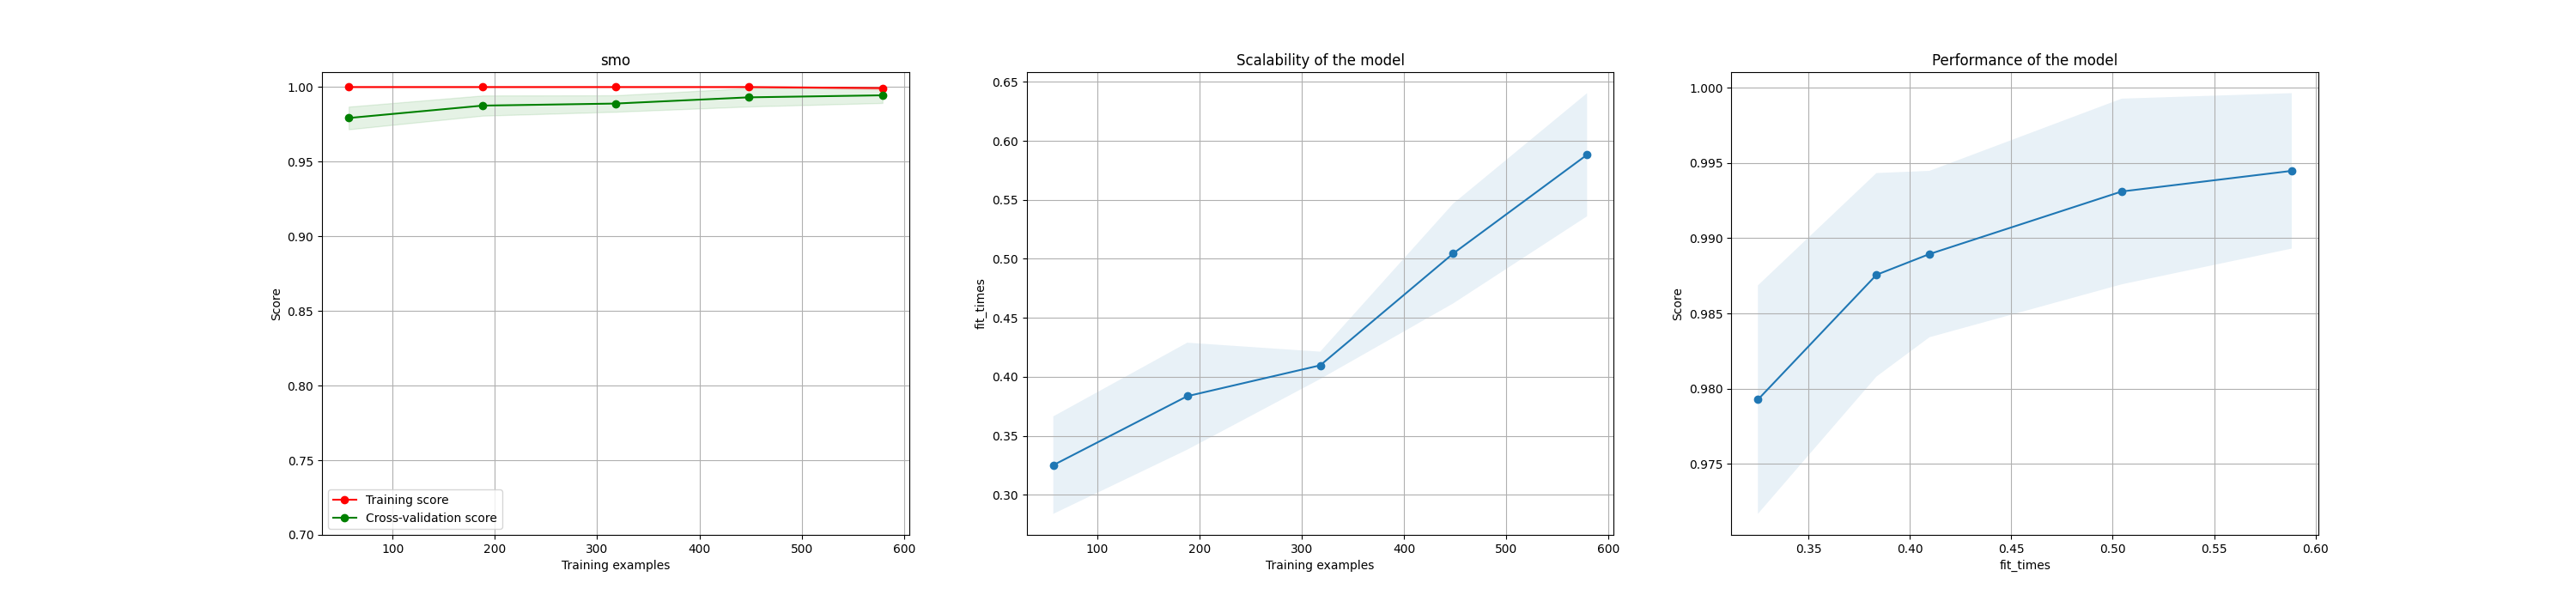 smo
1.00
0.95
0.90
0.85
0.80
0.75
0.70
Score
Training score
Cross-validation score
100 200 300 400 500 600
Training examples
Scalability of the model
0.65
0.60
0.55
0.50
0.45
0.40
0.35
0.30
fit_times
100 200 300 400 500 600
Training examples
Performance of the model
1.000
0.995
0.990
0.985
0.980
0.975
Score
0.35 0.40 0.45 0.50 0.55 0.60
fit_times